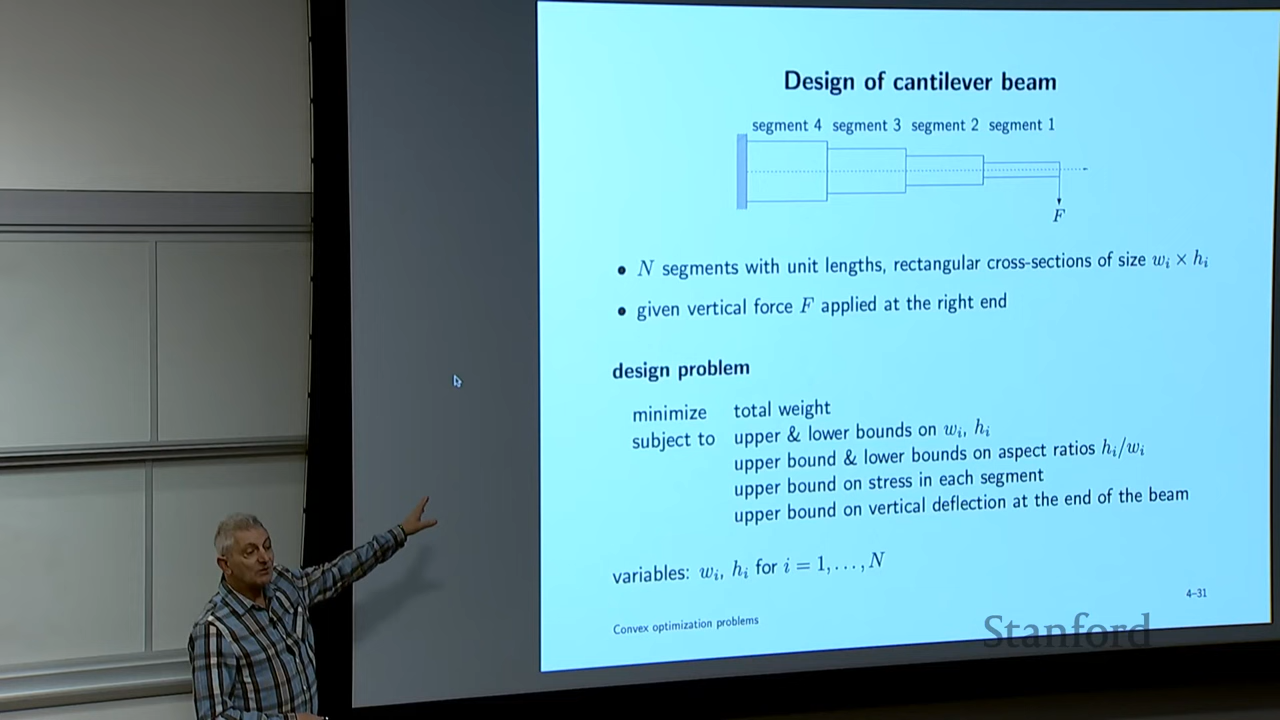 Design of cantilever beam
segment 4 segment 3 segment 2 segment 1
F
• N segments with unit lengths, rectangular cross-sections of size wᵢ × hᵢ
• given vertical force F applied at the right end
design problem
minimize total weight
subject to upper & lower bounds on wᵢ, hᵢ
upper bound & lower bounds on aspect ratios hᵢ/wᵢ
upper bound on stress in each segment
upper bound on vertical deflection at the end of the beam
variables: wᵢ, hᵢ for i = 1, . . . , N
Convex optimization problems
4–31
Stanford